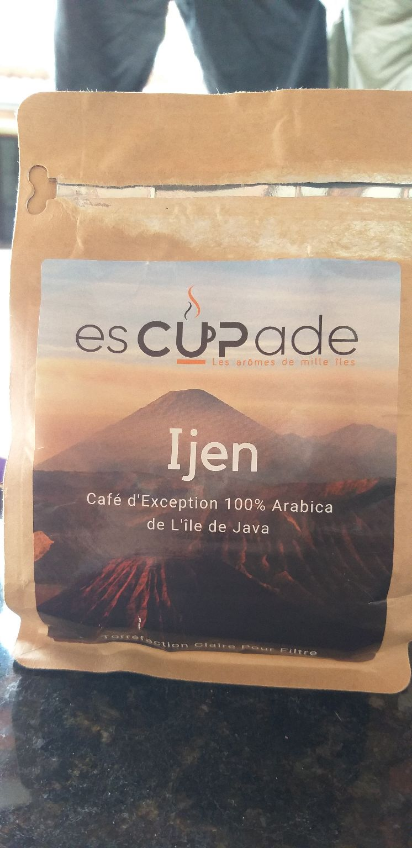 esCUPade
Les arômes de mille îles
Ijen
Café d'Exception 100% Arabica
de L'île de Java
Torréfaction Claire Pour Filtre